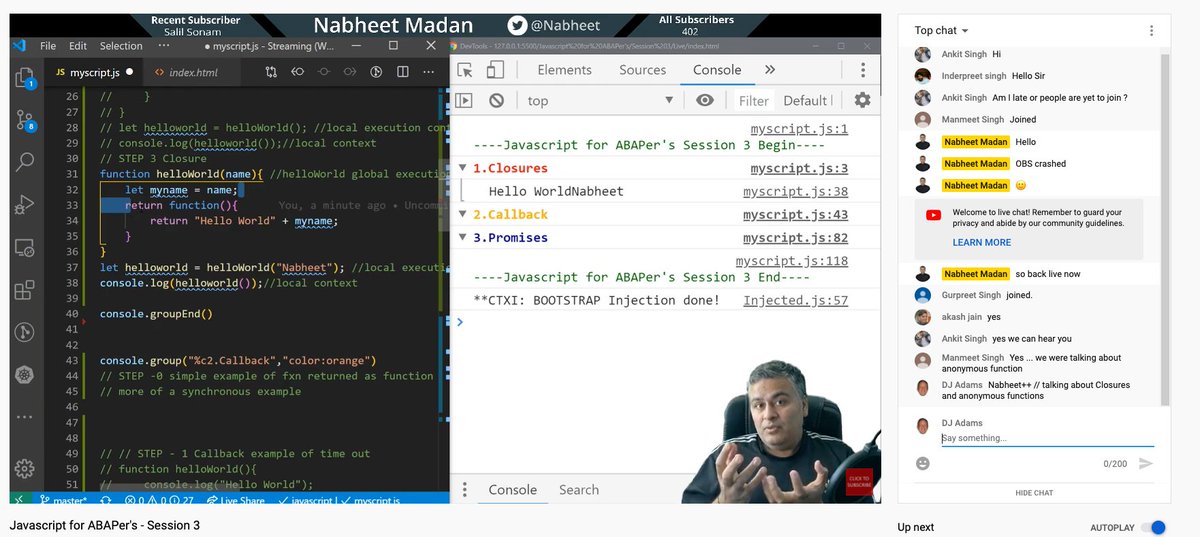 Recent Subscriber
Salil Sonam
Nabheet Madan
@Nabheet
All Subscribers
402
File Edit Selection ··· ● myscript.js - Streaming (W...
DevTools - 127.0.0.1:5500/Javascript%20for%20ABAPer's/Session%203/Live/index.html
JS myscript.js ●
<> index.html
1
8
26 // }
27 // }
28 // let helloworld = helloWorld(); //local execution con
29 // console.log(helloworld());//local context
30 // STEP 3 Closure
31 function helloWorld(name){ //helloWorld global executio
32 let myname = name;
33 return function(){ You, a minute ago • Uncommi
34 return "Hello World" + myname;
35 }
36 }
37 let helloworld = helloWorld("Nabheet"); //local executi
38 console.log(helloworld());//local context
39
40 console.groupEnd()
41
42
43 console.group("%c2.Callback","color:orange")
44 // STEP -0 simple example of fxn returned as function
45 // more of a synchronous example
46
47
48
49 // // STEP - 1 Callback example of time out
50 // function helloWorld(){
51 // console.log("Hello World");
master* 0 0 27 Live Share javascript myscript.js
Elements Sources Console »
top Filter Default l
myscript.js:1
----Javascript for ABAPer's Session 3 Begin----
1.Closures myscript.js:3
Hello WorldNabheet myscript.js:38
2.Callback myscript.js:43
3.Promises myscript.js:82
myscript.js:118
----Javascript for ABAPer's Session 3 End----
**CTXI: BOOTSTRAP Injection done! Injected.js:57
>
Console Search
CLICK TO
SUBSCRIBE
Top chat
Ankit Singh Hi
Inderpreet singh Hello Sir
Ankit Singh Am I late or people are yet to join ?
Manmeet Singh Joined
Nabheet Madan Hello
Nabheet Madan OBS crashed
Nabheet Madan 🙂
Welcome to live chat! Remember to guard your
privacy and abide by our community guidelines.
LEARN MORE
Nabheet Madan so back live now
Gurpreet Singh joined.
akash jain yes
Ankit Singh yes we can hear you
Manmeet Singh Yes ... we were talking about
anonymous function
DJ Adams Nabheet++ // talking about Closures
and anonymous functions
DJ Adams
Say something...
0/200
HIDE CHAT
Javascript for ABAPer's - Session 3
Up next
AUTOPLAY